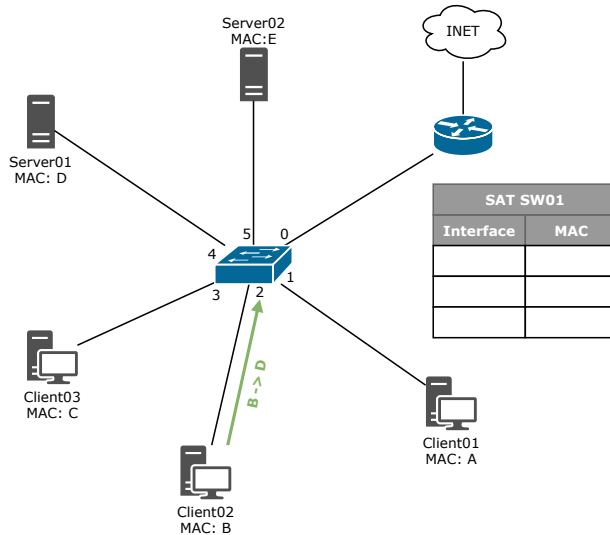 Server02
MAC:E
INET
Server01
MAC: D
SAT SW01
Interface MAC
5 0
4
1
3 2
B -> D
Client03
MAC: C
Client01
MAC: A
Client02
MAC: B